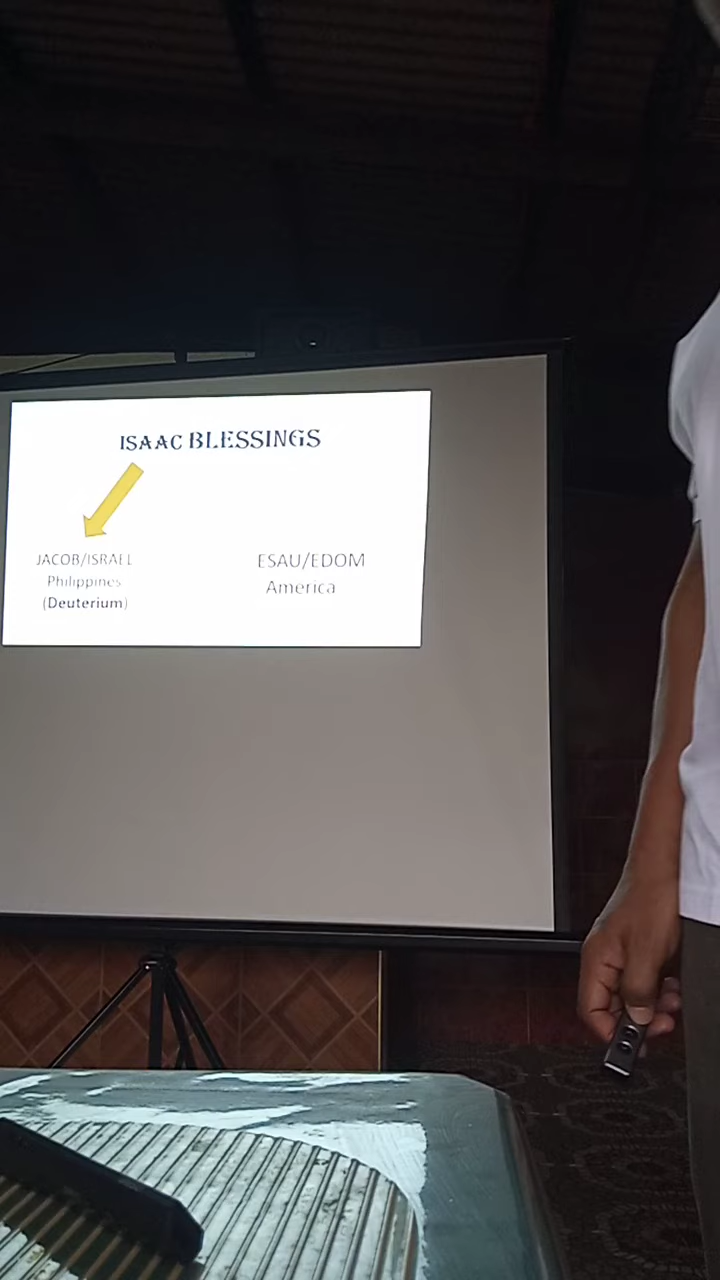 ISAAC BLESSINGS
JACOB/ISRAEL
Philippines
(Deuterium)
ESAU/EDOM
America